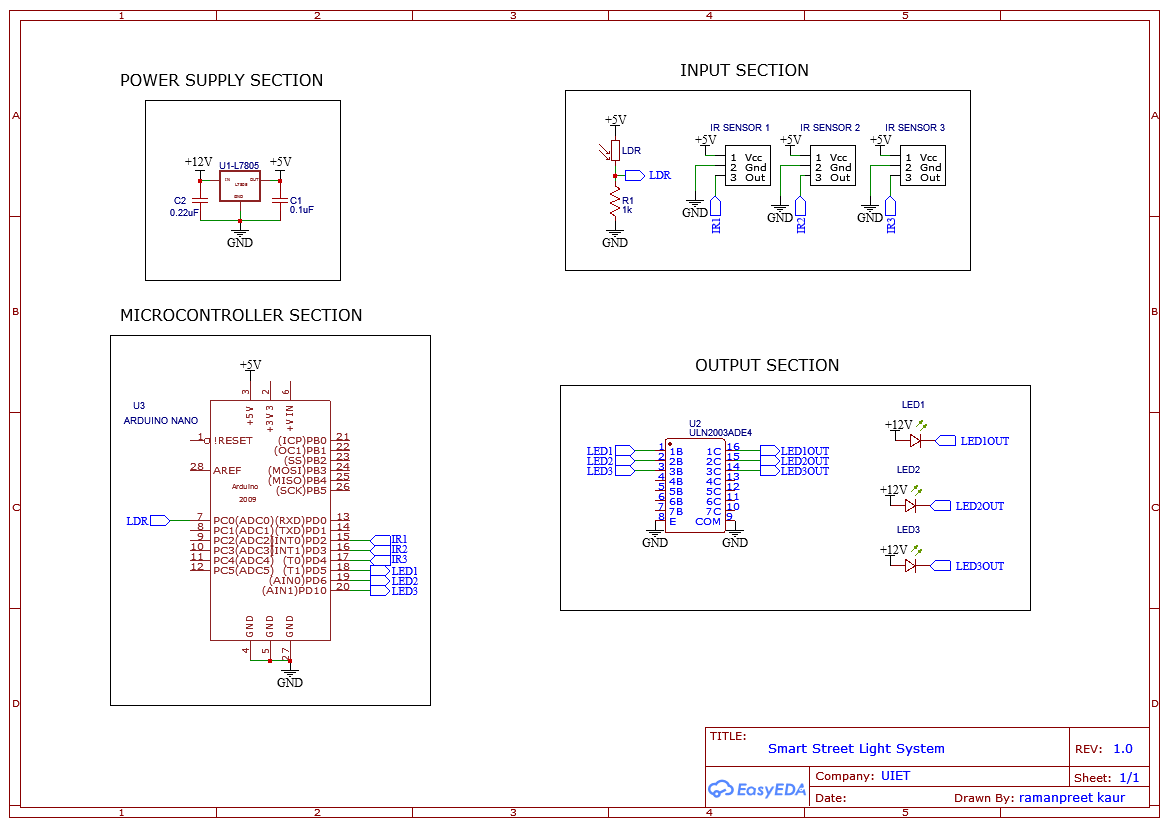 1 2 3 4 5
A A
B B
C C
D D
POWER SUPPLY SECTION
+12V U1-L7805 +5V
IN OUT
L7805
GND
C2
0.22uF
C1
0.1uF
GND
INPUT SECTION
+5V
LDR
LDR
R1
1k
GND
IR SENSOR 1
+5V
1 Vcc
2 Gnd
3 Out
GND
IR1
IR SENSOR 2
+5V
1 Vcc
2 Gnd
3 Out
GND
IR2
IR SENSOR 3
+5V
1 Vcc
2 Gnd
3 Out
GND
IR3
MICROCONTROLLER SECTION
+5V
U3
ARDUINO NANO
3 2 6
+5V +3V3 +VIN
1 !RESET (ICP)PB0 21
(OC1)PB1 22
(SS)PB2 23
28 AREF (MOSI)PB3 24
(MISO)PB4 25
(SCK)PB5 26
Arduino
2009
LDR 7 PC0(ADC0) (RXD)PD0 13
8 PC1(ADC1) (TXD)PD1 14
9 PC2(ADC2) (INT0)PD2 15 IR1
10 PC3(ADC3) (INT1)PD3 16 IR2
11 PC4(ADC4) (T0)PD4 17 IR3
12 PC5(ADC5) (T1)PD5 18 LED1
(AIN0)PD6 19 LED2
(AIN1)PD10 20 LED3
GND GND GND
4 5 27
GND
OUTPUT SECTION
U2
ULN2003ADE4
LED1 1 1B 1C 16 LED1OUT
LED2 2 2B 2C 15 LED2OUT
LED3 3 3B 3C 14 LED3OUT
4 4B 4C 13
5 5B 5C 12
6 6B 6C 11
7 7B 7C 10
8 E COM 9
GND GND
LED1
+12V
LED1OUT
LED2
+12V
LED2OUT
LED3
+12V
LED3OUT
TITLE:
Smart Street Light System
REV: 1.0
EasyEDA
Company: UIET
Sheet: 1/1
Date:
Drawn By: ramanpreet kaur
1 2 3 4 5